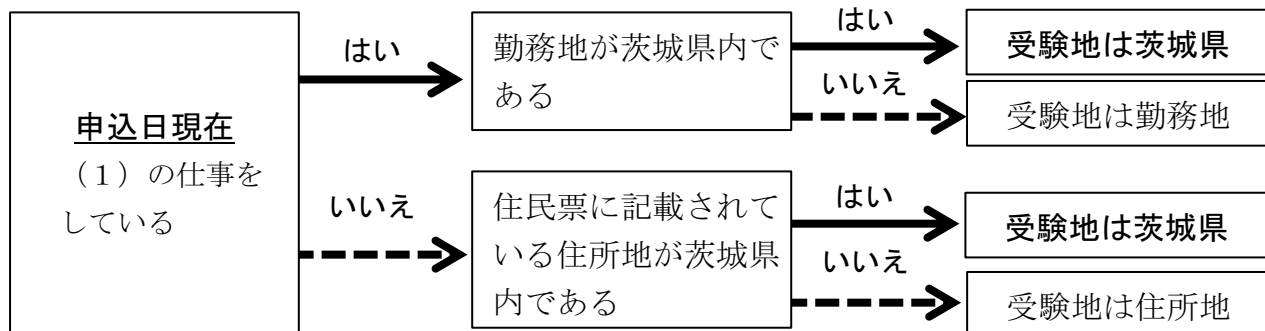 申込日現在
（１）の仕事を
している
はい
勤務地が茨城県内で
ある
はい
受験地は茨城県
いいえ
受験地は勤務地
いいえ
住民票に記載されて
いる住所地が茨城県
内である
はい
受験地は茨城県
いいえ
受験地は住所地